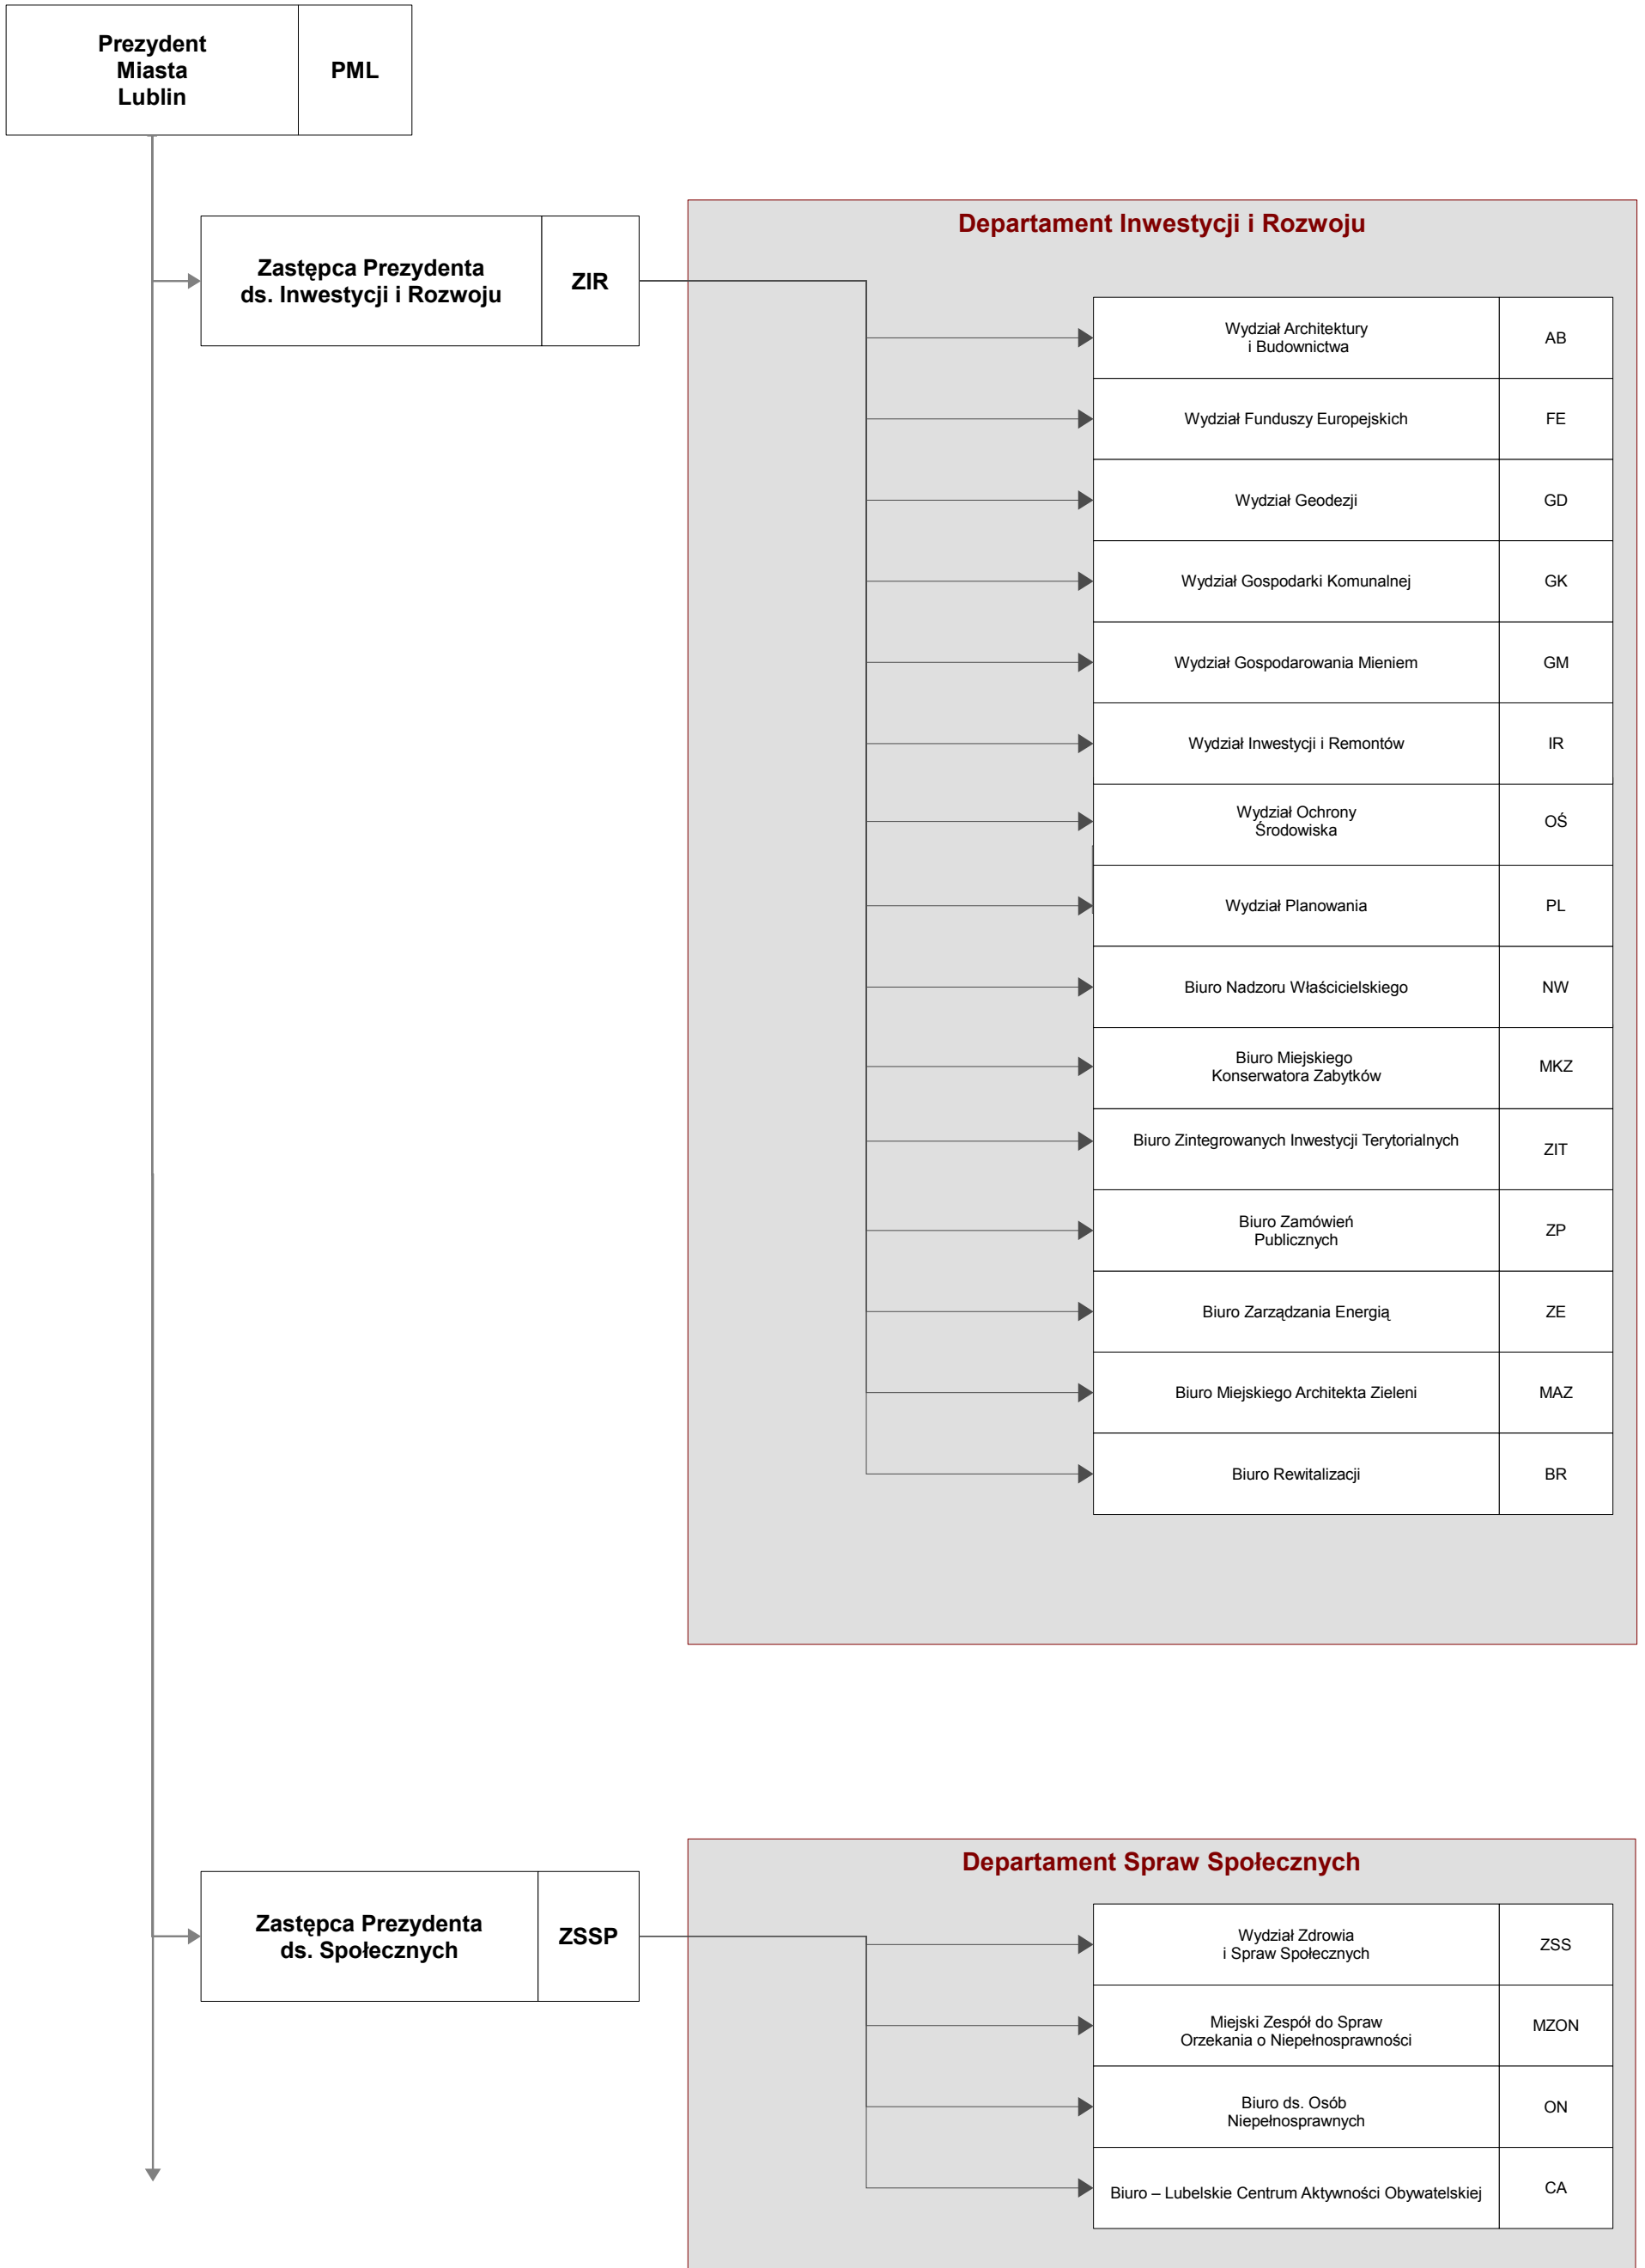 Prezydent
Miasta
Lublin
PML
Departament Inwestycji i Rozwoju
Zastępca Prezydenta
ds. Inwestycji i Rozwoju
ZIR
Wydział Architektury
i Budownictwa
AB
Wydział Funduszy Europejskich
FE
Wydział Geodezji
GD
Wydział Gospodarki Komunalnej
GK
Wydział Gospodarowania Mieniem
GM
Wydział Inwestycji i Remontów
IR
Wydział Ochrony
Środowiska
OŚ
Wydział Planowania
PL
Biuro Nadzoru Właścicielskiego
NW
Biuro Miejskiego
Konserwatora Zabytków
MKZ
Biuro Zintegrowanych Inwestycji Terytorialnych
ZIT
Biuro Zamówień
Publicznych
ZP
Biuro Zarządzania Energią
ZE
Biuro Miejskiego Architekta Zieleni
MAZ
Biuro Rewitalizacji
BR
Departament Spraw Społecznych
Zastępca Prezydenta
ds. Społecznych
ZSSP
Wydział Zdrowia
i Spraw Społecznych
ZSS
Miejski Zespół do Spraw
Orzekania o Niepełnosprawności
MZON
Biuro ds. Osób
Niepełnosprawnych
ON
Biuro – Lubelskie Centrum Aktywności Obywatelskiej
CA